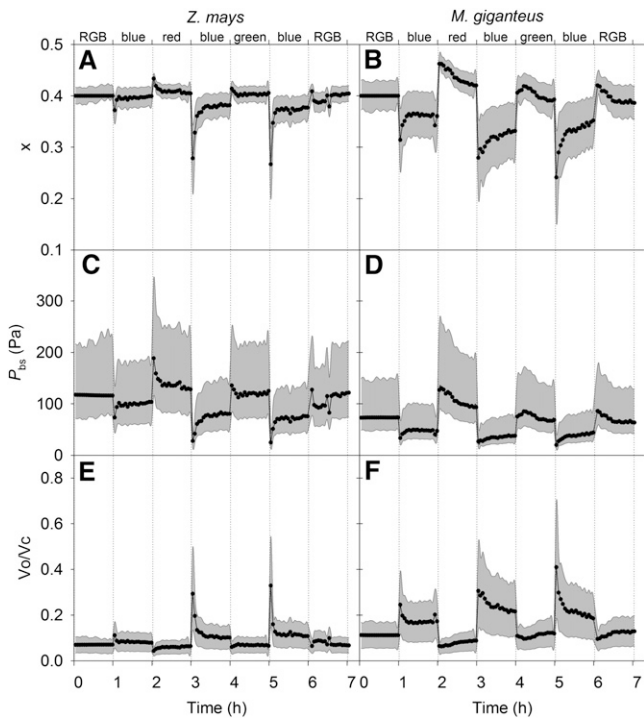 Z. mays M. giganteus
RGB blue red blue green blue RGB blue red blue green blue RGB
A B
0.5
0.4
0.3
0.2
0.1
x
C D
300
200
100
0
Pbs (Pa)
E F
0.8
0.6
0.4
0.2
0.0
Vo/Vc
0 1 2 3 4 5 6 7 0 1 2 3 4 5 6 7
Time (h) Time (h)